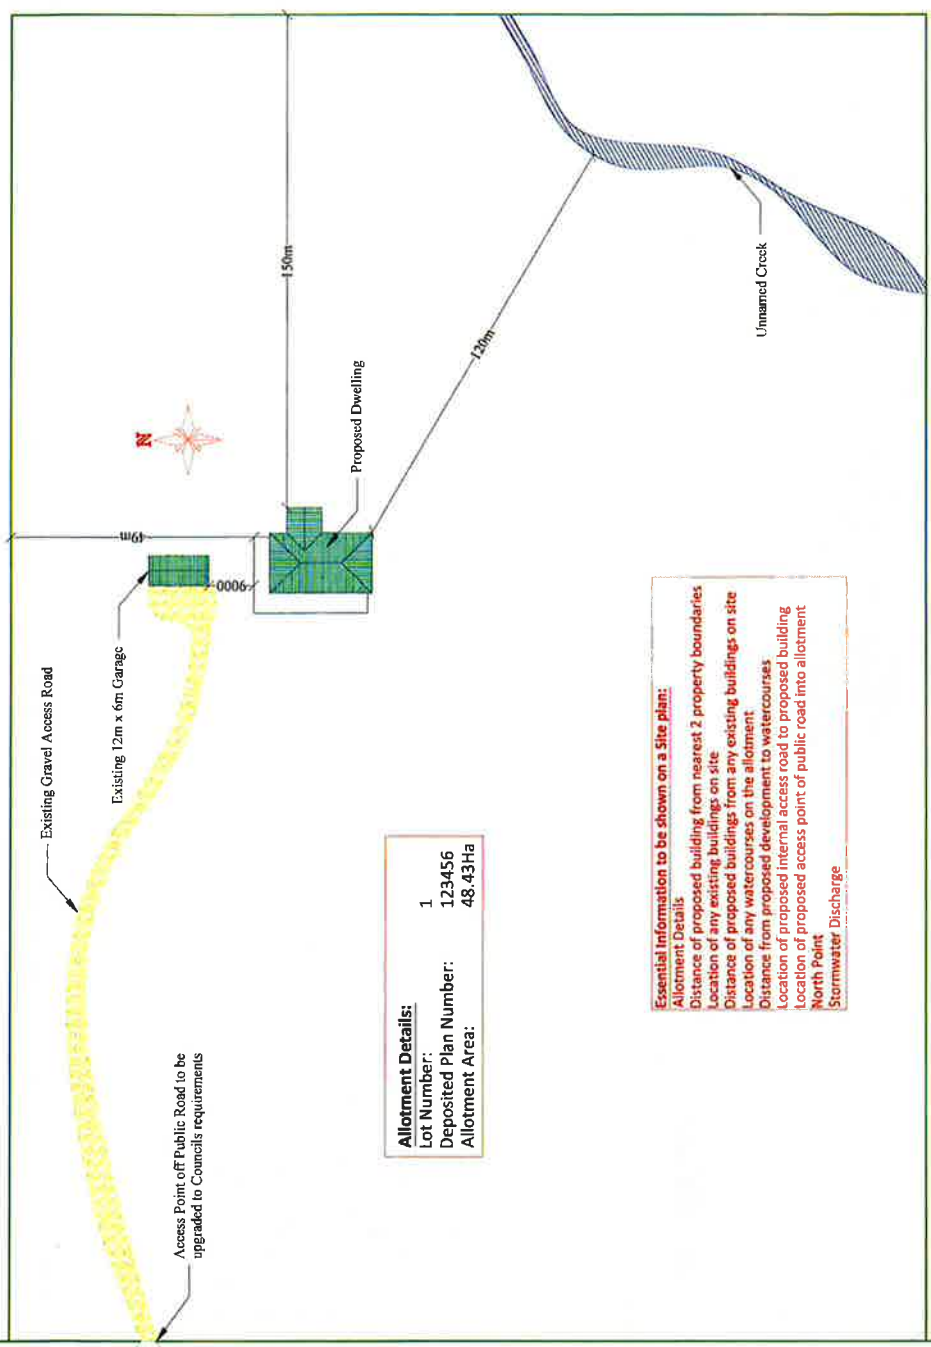 Existing Gravel Access Road
Existing 12m x 6m Garage
Access Point off Public Road to be
upgraded to Councils requirements
N
49m
9000
150m
Proposed Dwelling
120m
Unnamed Creek
Allotment Details:
Lot Number: 1
Deposited Plan Number: 123456
Allotment Area: 48.43Ha
Essential Information to be shown on a Site plan:
Allotment Details
Distance of proposed building from nearest 2 property boundaries
Location of any existing buildings on site
Distance of proposed buildings from any existing buildings on site
Location of any watercourses on the allotment
Distance from proposed development to watercourses
Location of proposed internal access road to proposed building
Location of proposed access point of public road into allotment
North Point
Stormwater Discharge